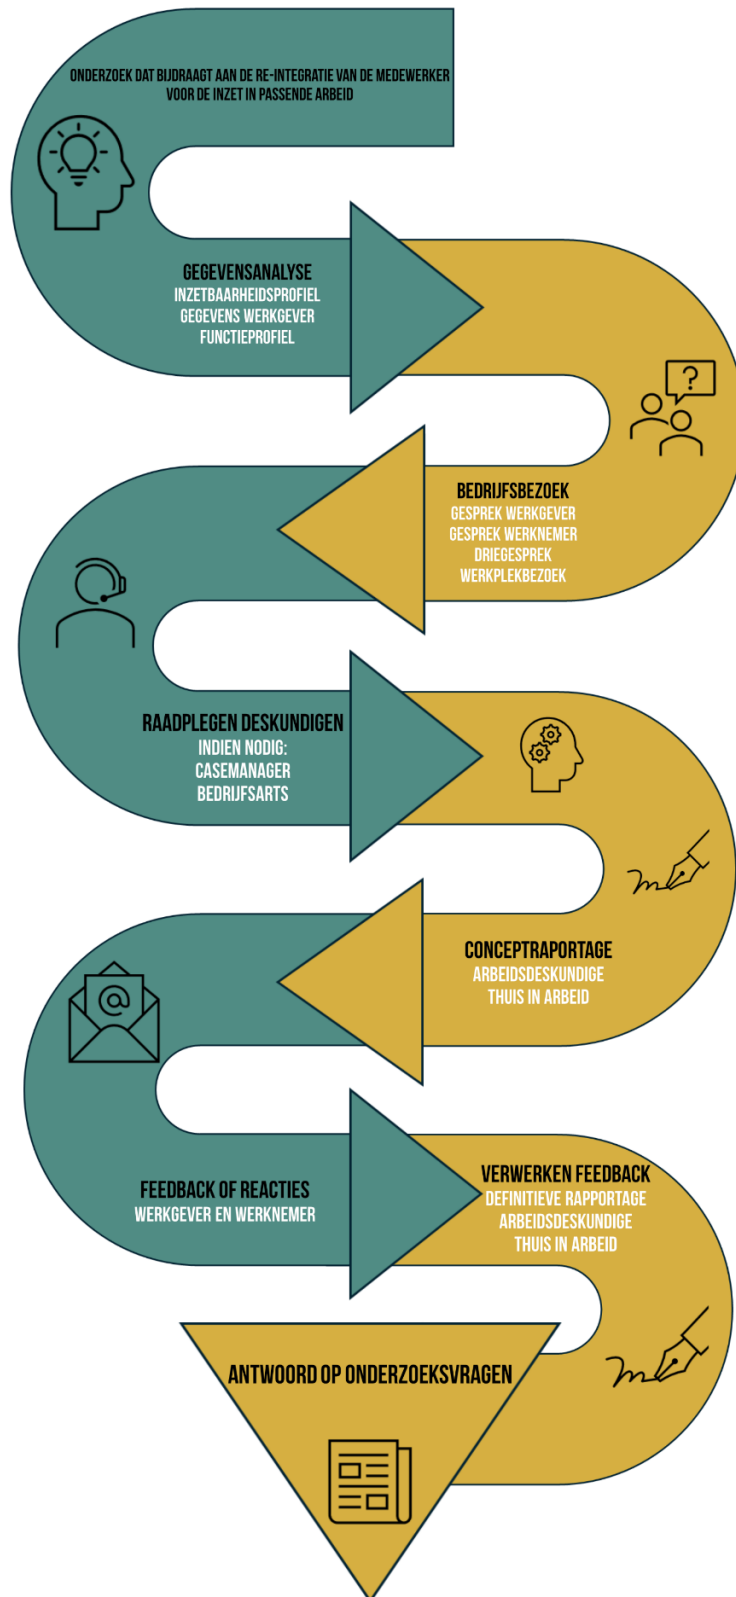 ONDERZOEK DAT BIJDRAAGT AAN DE RE-INTEGRATIE VAN DE MEDEWERKER
VOOR DE INZET IN PASSENDE ARBEID
GEGEVENSANALYSE
INZETBAARHEIDSPROFIEL
GEGEVENS WERKGEVER
FUNCTIEPROFIEL
?
BEDRIJFSBEZOEK
GESPREK WERKGEVER
GESPREK WERKNEMER
DRIEGESPREK
WERKPLEKBEZOEK
RAADPLEGEN DESKUNDIGEN
INDIEN NODIG:
CASEMANAGER
BEDRIJFSARTS
CONCEPTRAPORTAGE
ARBEIDSDESKUNDIGE
THUIS IN ARBEID
@
FEEDBACK OF REACTIES
WERKGEVER EN WERKNEMER
VERWERKEN FEEDBACK
DEFINITIEVE RAPPORTAGE
ARBEIDSDESKUNDIGE
THUIS IN ARBEID
ANTWOORD OP ONDERZOEKSVRAGEN